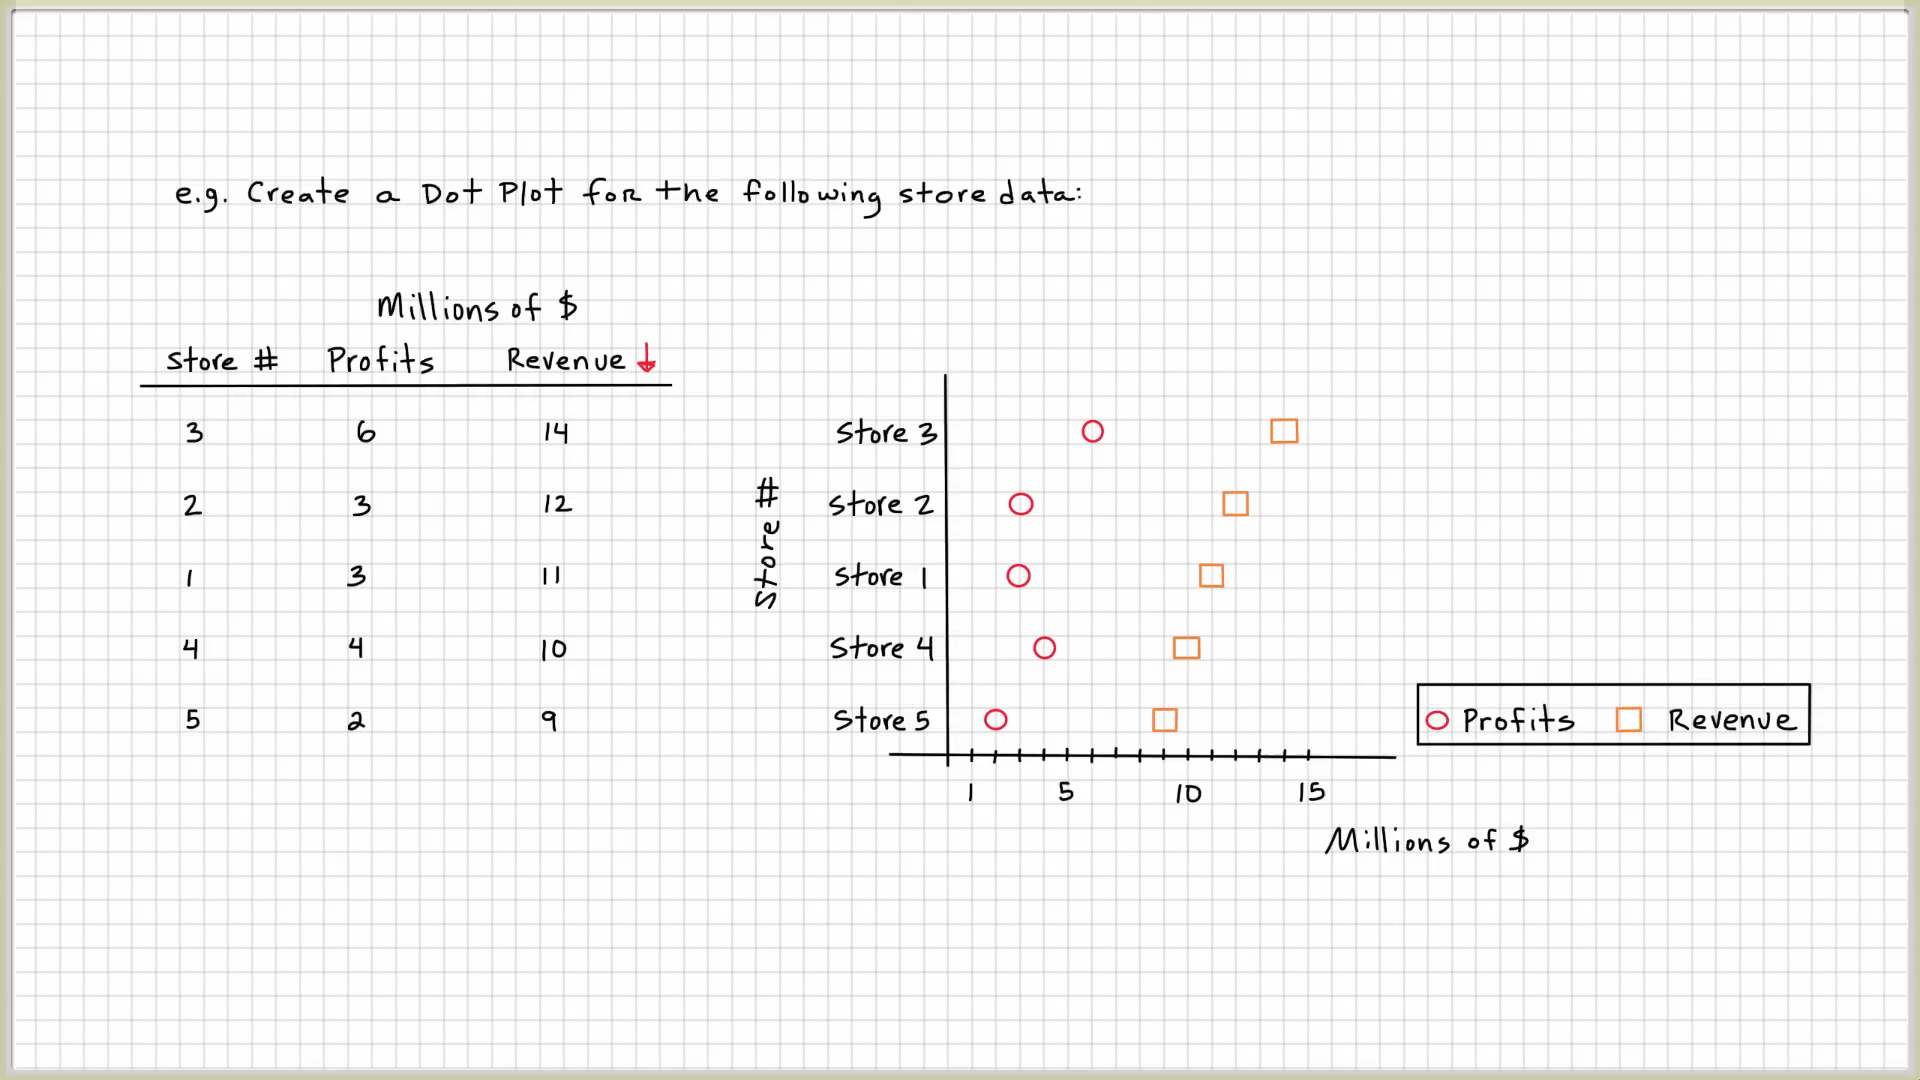 e.g. Create a Dot Plot for the following store data:
Millions of $
Store # Profits Revenue ↓
3 6 14
2 3 12
1 3 11
4 4 10
5 2 9
Store #
Store 3
Store 2
Store 1
Store 4
Store 5
1 5 10 15
Millions of $
Profits Revenue